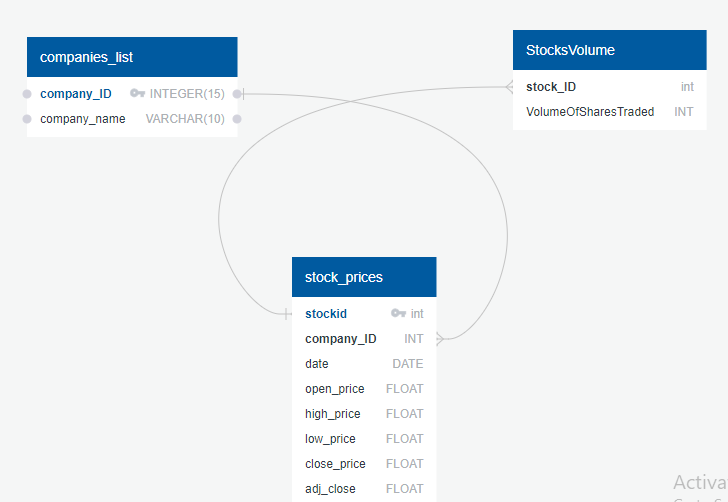 companies_list
company_ID INTEGER(15)
company_name VARCHAR(10)
StocksVolume
stock_ID int
VolumeOfSharesTraded INT
stock_prices
stockid int
company_ID INT
date DATE
open_price FLOAT
high_price FLOAT
low_price FLOAT
close_price FLOAT
adj_close FLOAT
Activa